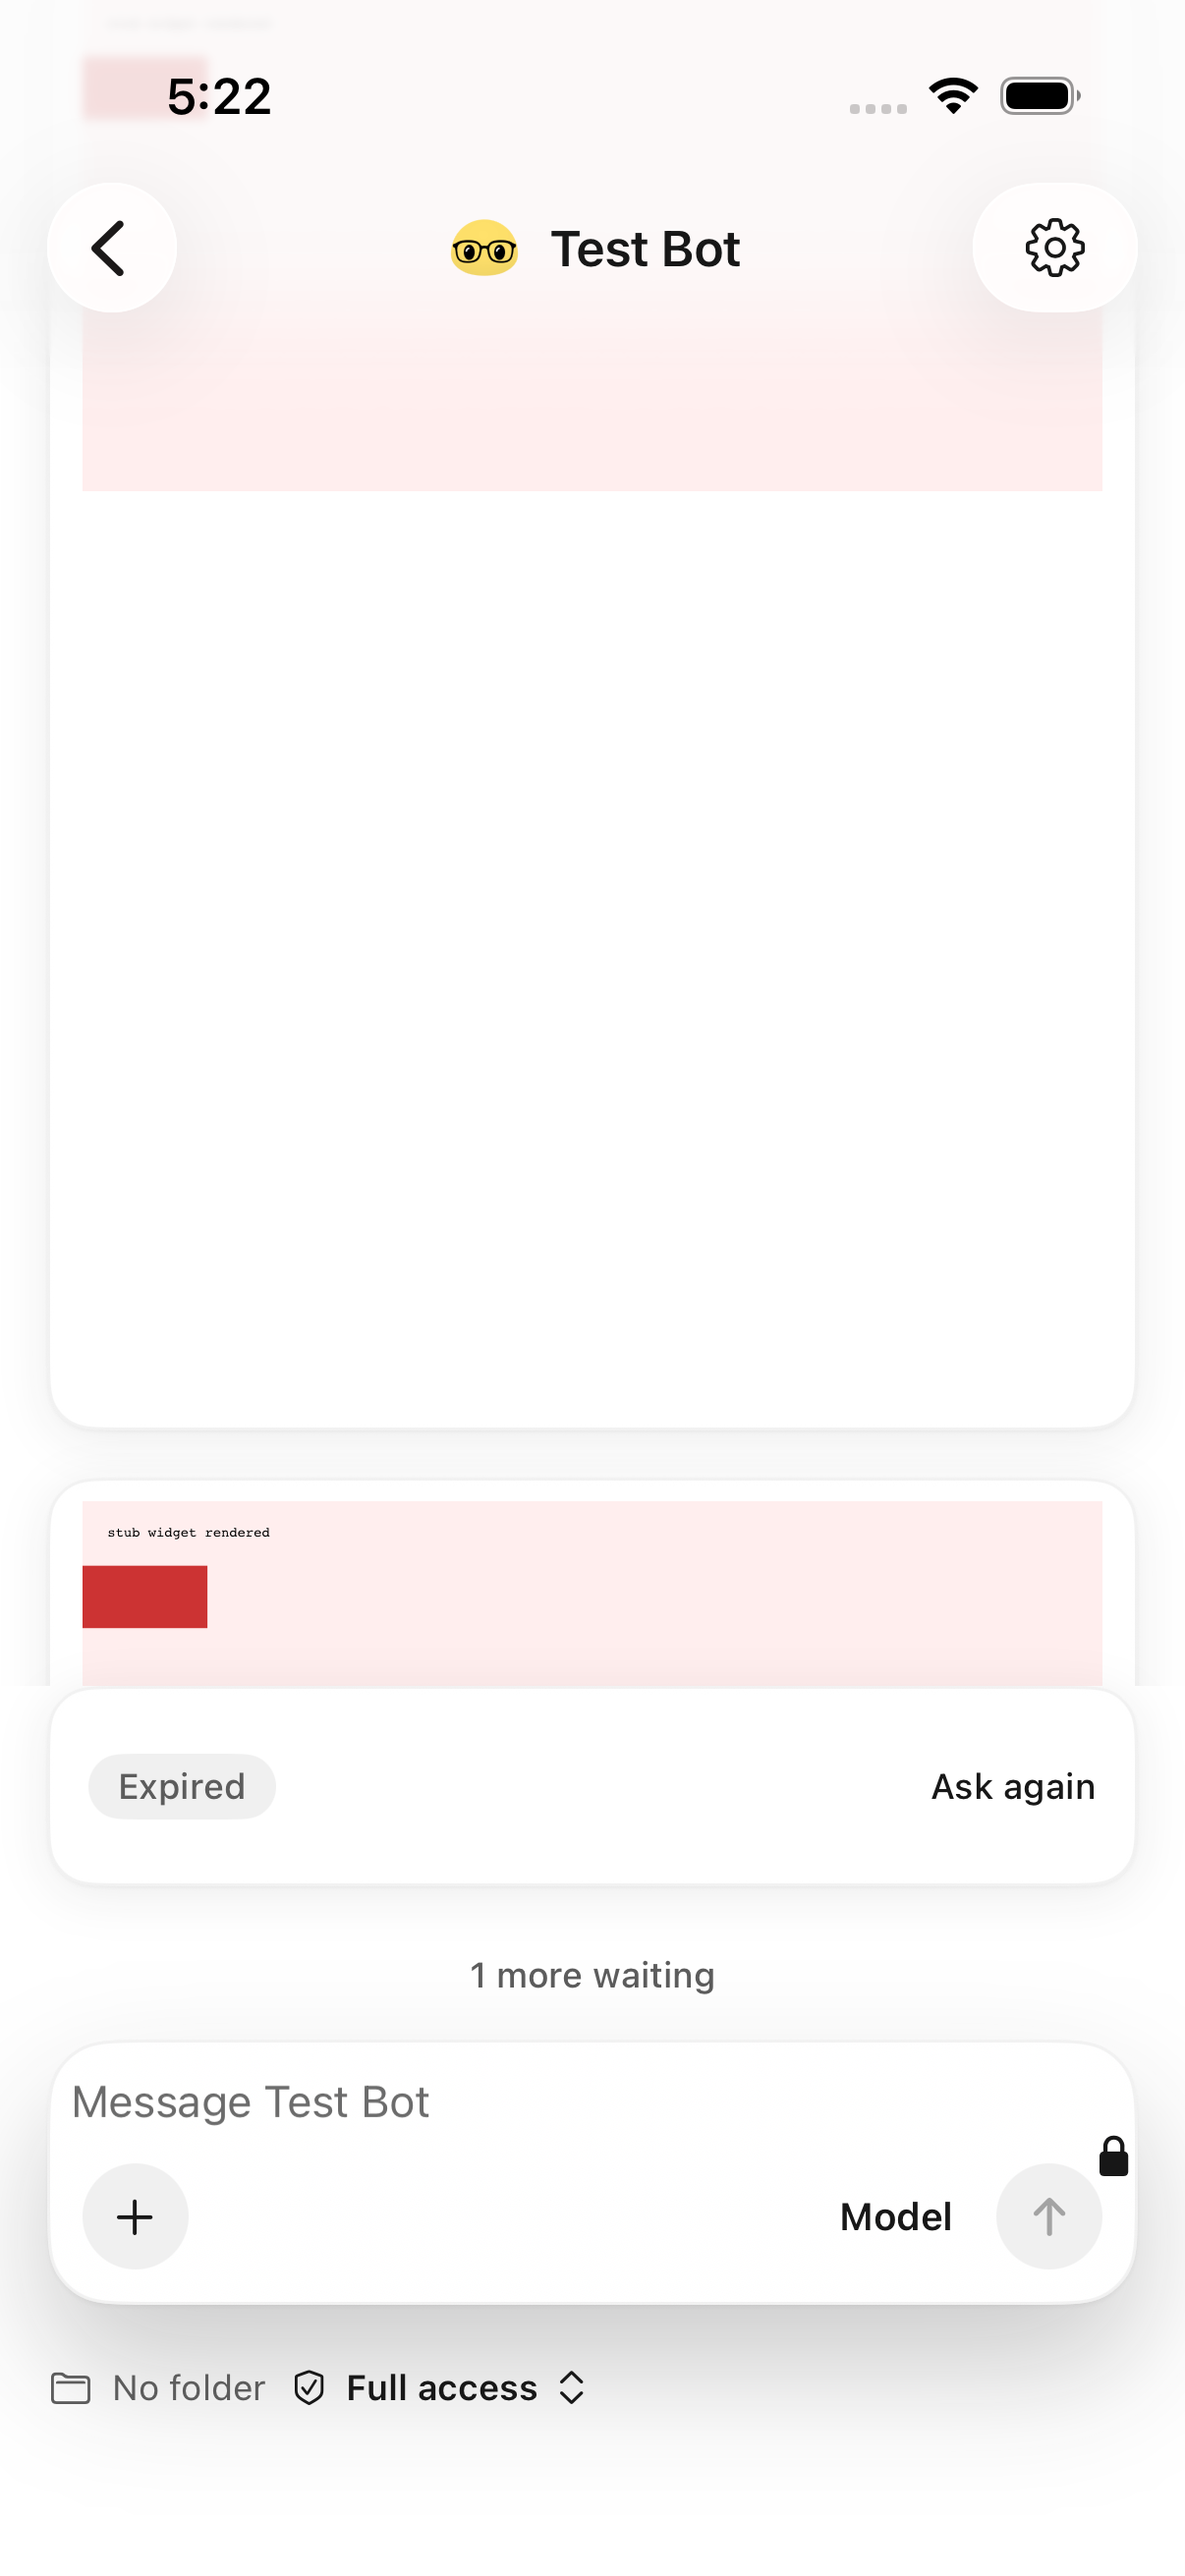 5:22
Test Bot
stub widget rendered
Expired
Ask again
1 more waiting
Message Test Bot
Model
No folder
Full access